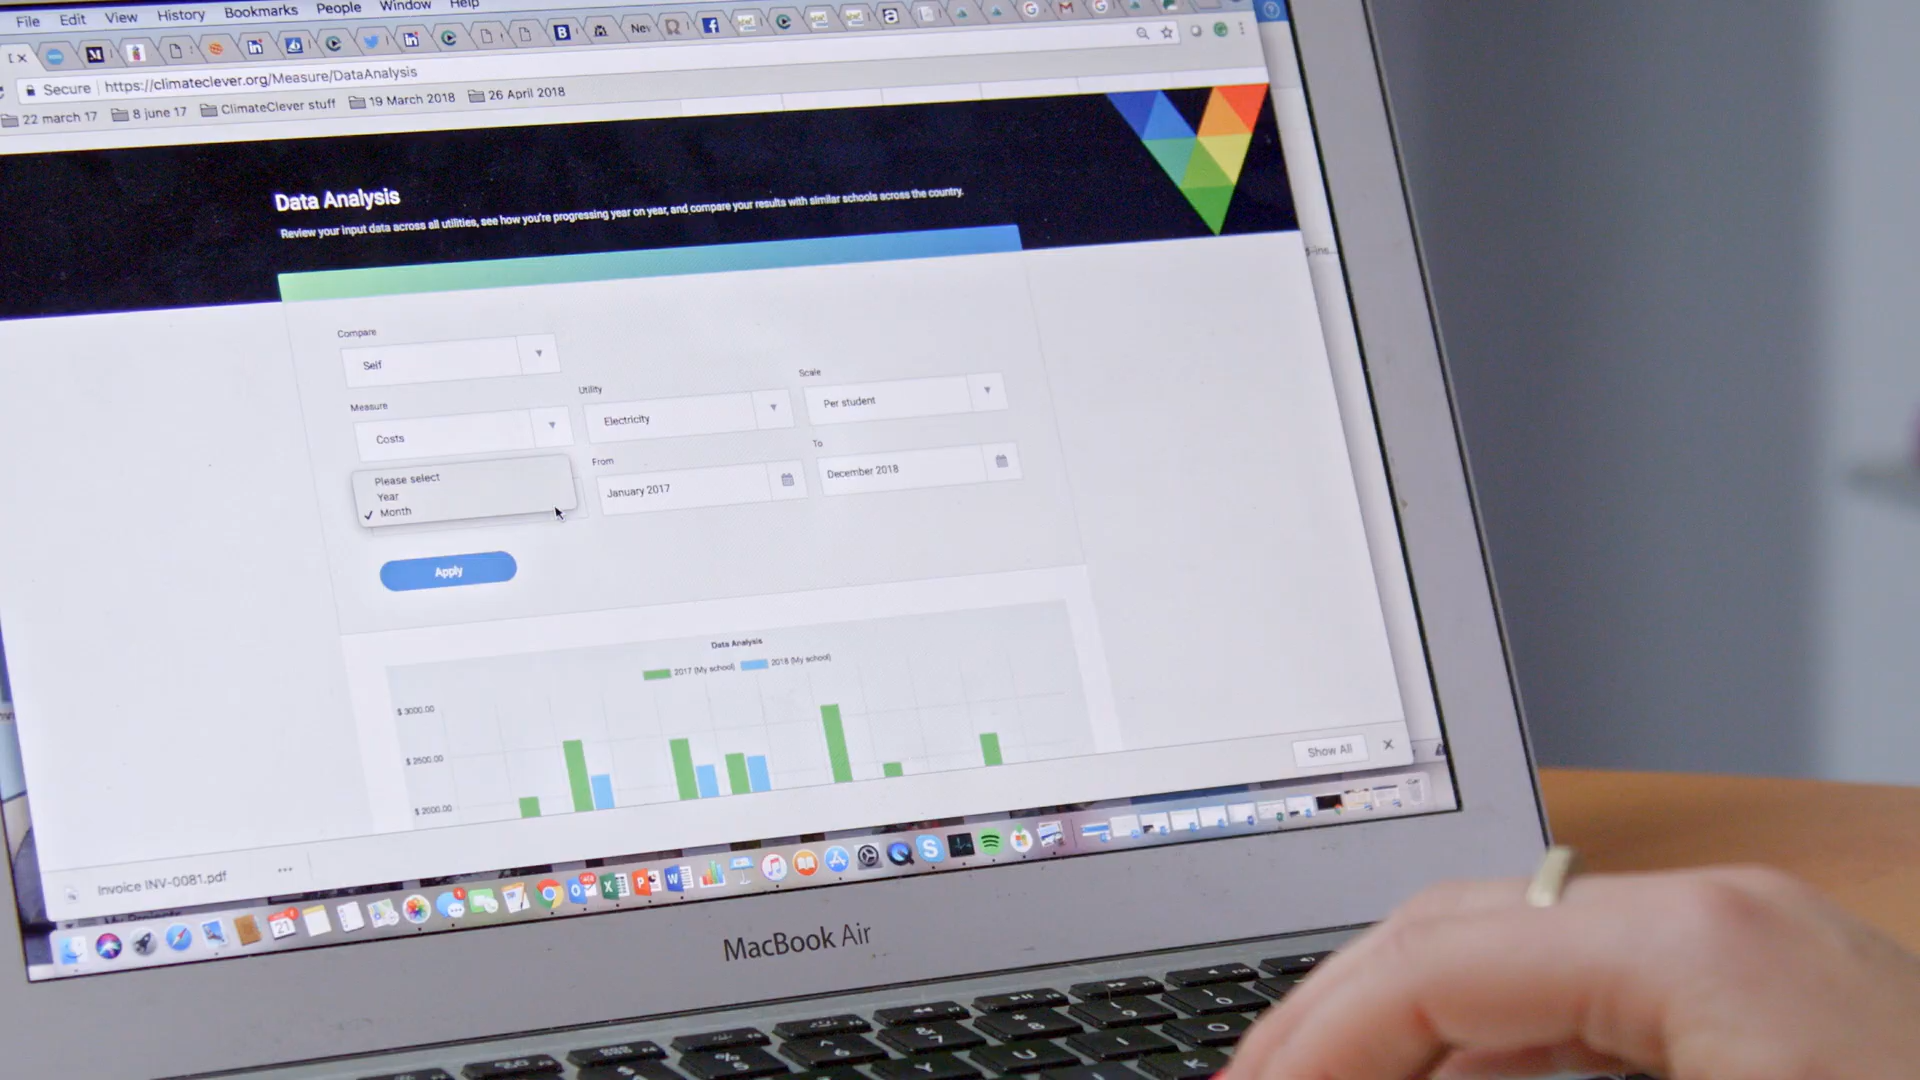 File Edit View History Bookmarks People Window Help
Secure https://climateclever.org/Measure/DataAnalysis
22 march 17 8 june 17 ClimateClever stuff 19 March 2018 26 April 2018
Data Analysis
Review your input data across all utilities, see how you're progressing year on year, and compare your results with similar schools across the country.
Compare
Self
Measure Utility Scale
Costs Electricity Per student
From To
Please select
Year
✓ Month
January 2017 December 2018
Apply
Data Analysis
2017 (My school) 2018 (My school)
$ 3000.00
$ 2500.00
$ 2000.00
Show All
Invoice INV-0081.pdf
MacBook Air